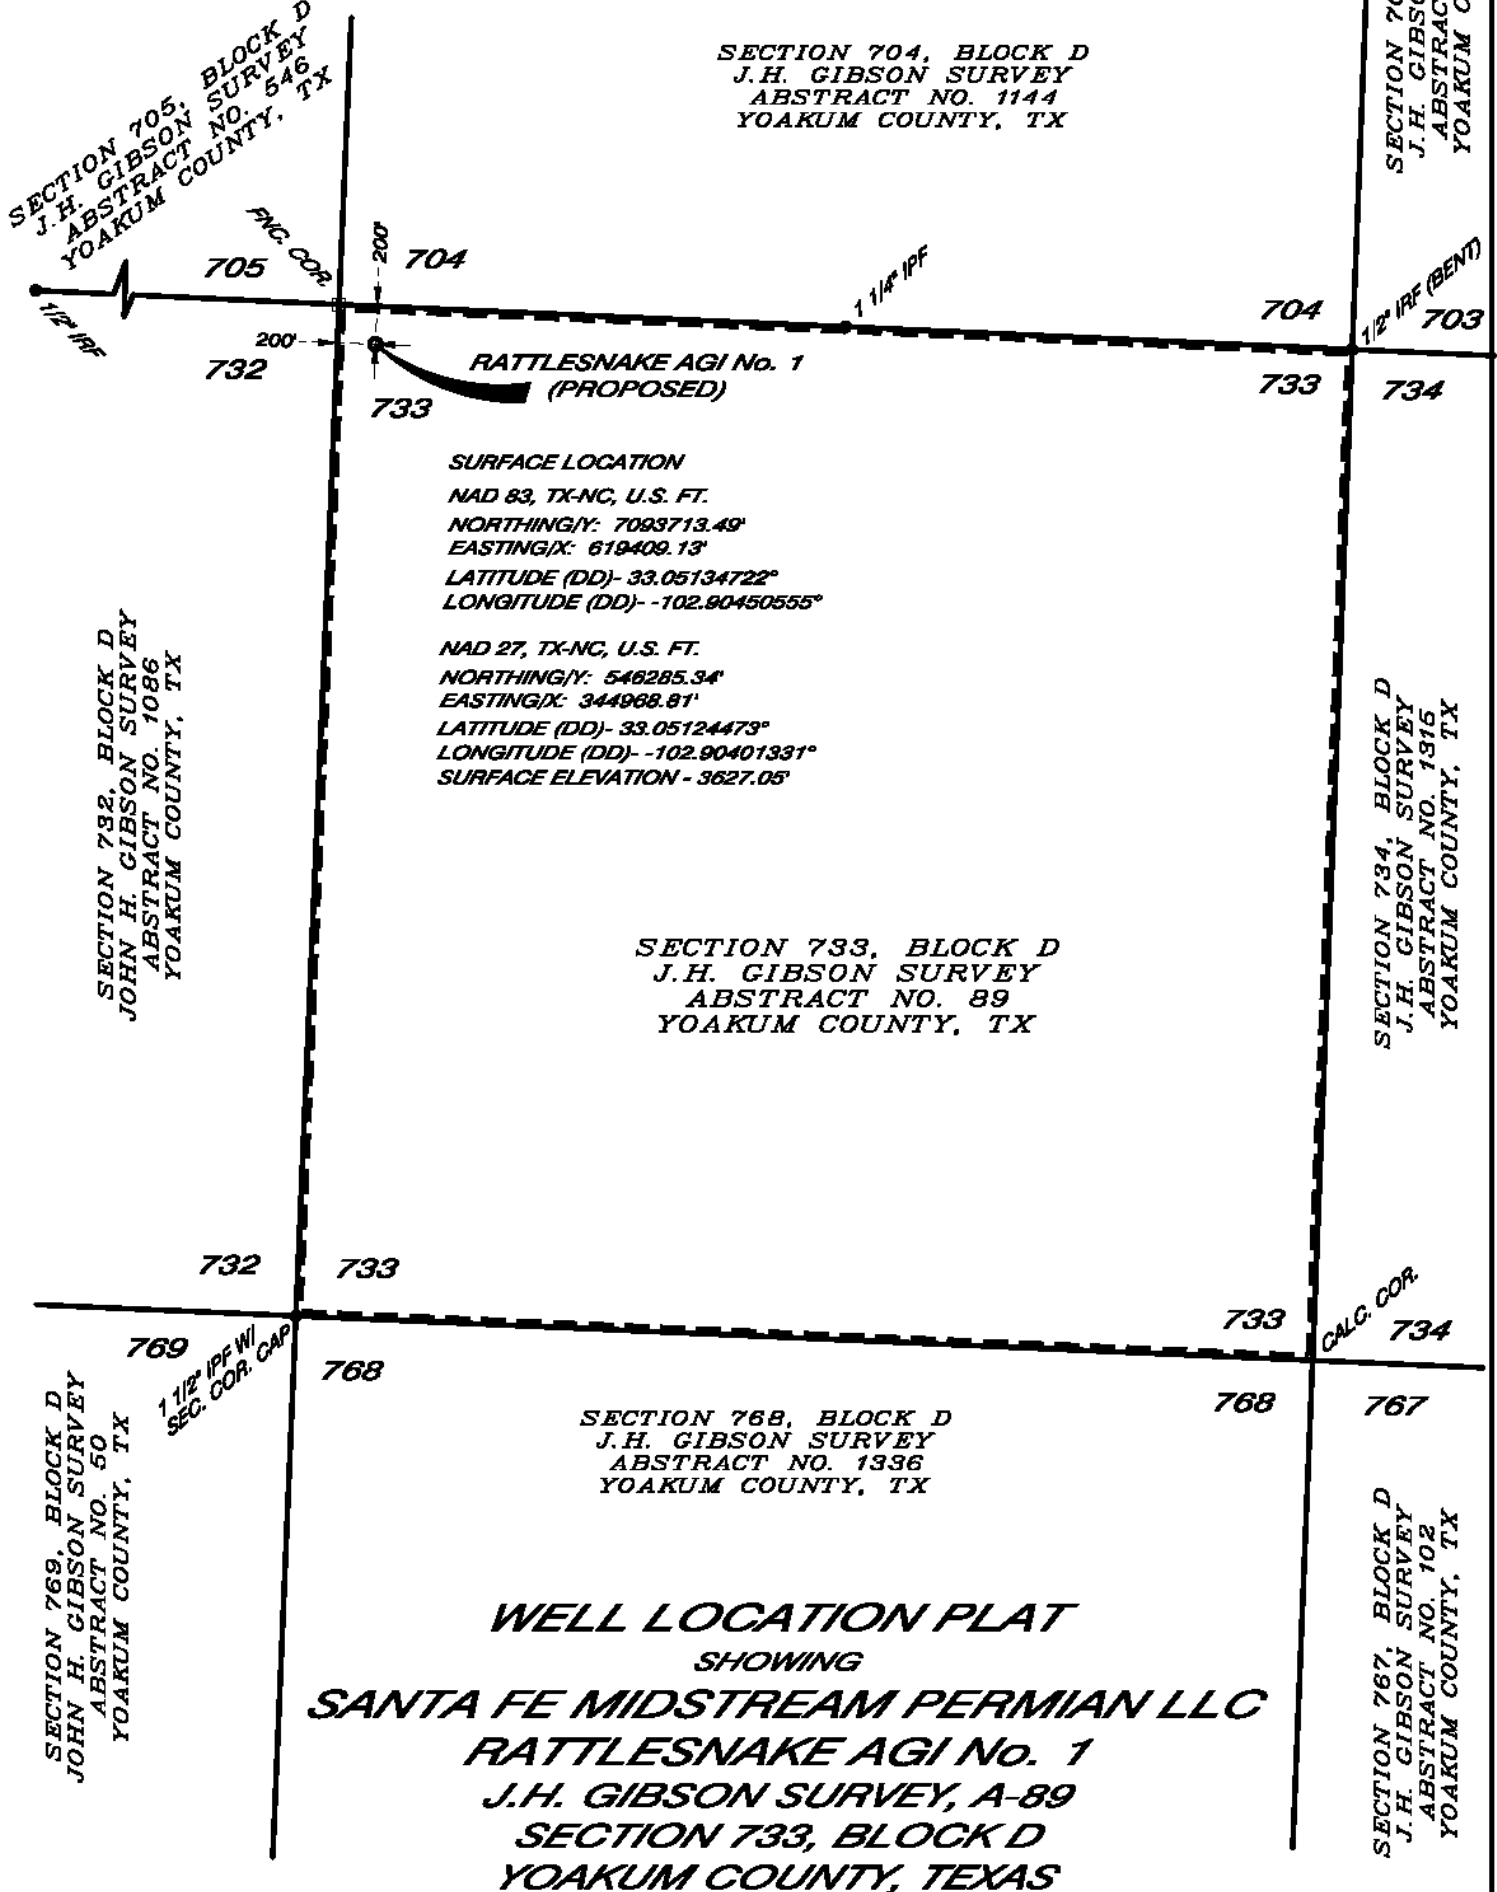 SECTION 705, BLOCK D
J.H. GIBSON SURVEY
ABSTRACT NO. 546
YOAKUM COUNTY, TX
SECTION 704, BLOCK D
J.H. GIBSON SURVEY
ABSTRACT NO. 1144
YOAKUM COUNTY, TX
SECTION
J.H.
YOAKUM
FNC. COR.
200'
705
704
1/2" IRF
1 1/4" IPF
704
1/2" IRF (BENT)
703
200'
732
733
RATTLESNAKE AGI No. 1
(PROPOSED)
733
734
SURFACE LOCATION
NAD 83, TX-NC, U.S. FT.
NORTHING/Y: 7093713.49'
EASTING/X: 619409.13'
LATITUDE (DD)- 33.05134722°
LONGITUDE (DD)- -102.90450555°
NAD 27, TX-NC, U.S. FT.
NORTHING/Y: 546285.34'
EASTING/X: 344968.81'
LATITUDE (DD)- 33.05124473°
LONGITUDE (DD)- -102.90401331°
SURFACE ELEVATION - 3627.05'
SECTION 732, BLOCK D
JOHN H. GIBSON SURVEY
ABSTRACT NO. 1086
YOAKUM COUNTY, TX
SECTION 733, BLOCK D
J.H. GIBSON SURVEY
ABSTRACT NO. 89
YOAKUM COUNTY, TX
SECTION 734, BLOCK D
J.H. GIBSON SURVEY
ABSTRACT NO. 1315
YOAKUM COUNTY, TX
732
733
733
CALC. COR.
734
769
1 1/2" IPF W/
SEC. COR. CAP
768
768
767
SECTION 769, BLOCK D
JOHN H. GIBSON SURVEY
ABSTRACT NO. 50
YOAKUM COUNTY, TX
SECTION 768, BLOCK D
J.H. GIBSON SURVEY
ABSTRACT NO. 1336
YOAKUM COUNTY, TX
SECTION 767, BLOCK D
J.H. GIBSON SURVEY
ABSTRACT NO. 102
YOAKUM COUNTY, TX
WELL LOCATION PLAT
SHOWING
SANTA FE MIDSTREAM PERMIAN LLC
RATTLESNAKE AGI No. 1
J.H. GIBSON SURVEY, A-89
SECTION 733, BLOCK D
YOAKUM COUNTY, TEXAS